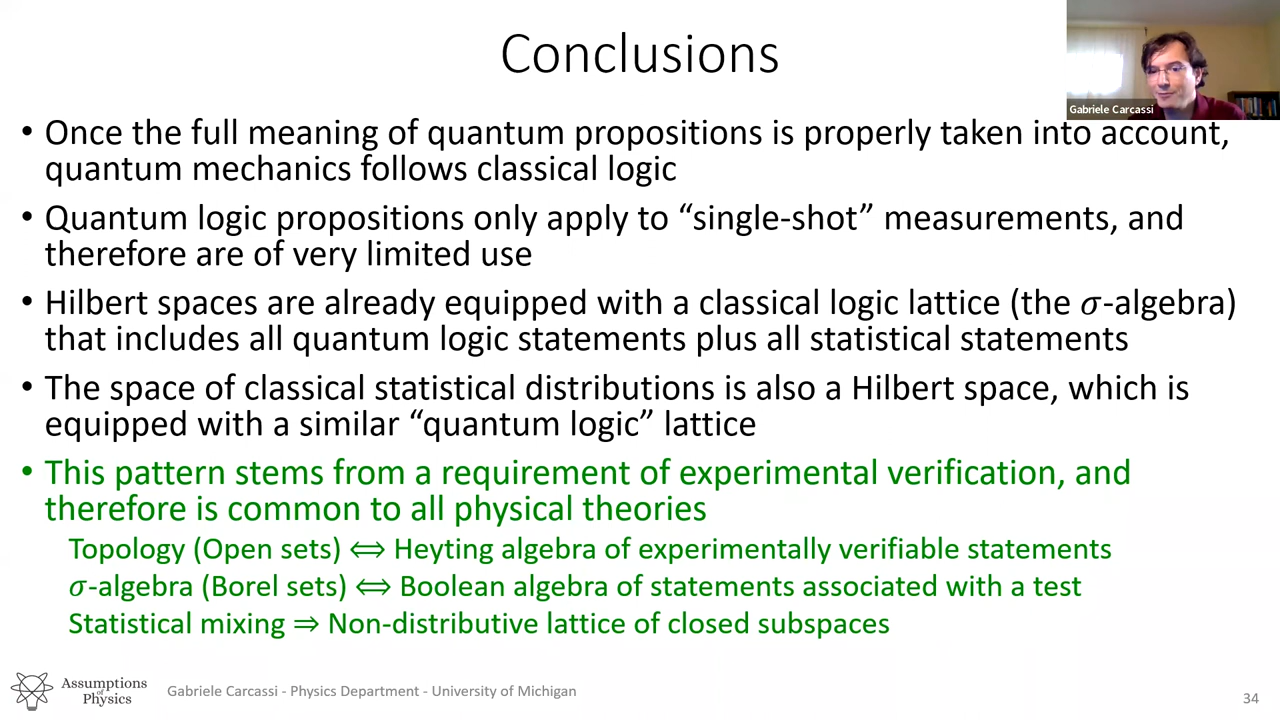 Conclusions
Gabriele Carcassi
• Once the full meaning of quantum propositions is properly taken into account,
quantum mechanics follows classical logic
• Quantum logic propositions only apply to “single-shot” measurements, and
therefore are of very limited use
• Hilbert spaces are already equipped with a classical logic lattice (the 𝜎-algebra)
that includes all quantum logic statements plus all statistical statements
• The space of classical statistical distributions is also a Hilbert space, which is
equipped with a similar “quantum logic” lattice
• This pattern stems from a requirement of experimental verification, and
therefore is common to all physical theories
Topology (Open sets) ⟺ Heyting algebra of experimentally verifiable statements
𝜎-algebra (Borel sets) ⟺ Boolean algebra of statements associated with a test
Statistical mixing ⇒ Non-distributive lattice of closed subspaces
Assumptions
of
Physics
Gabriele Carcassi - Physics Department - University of Michigan
34